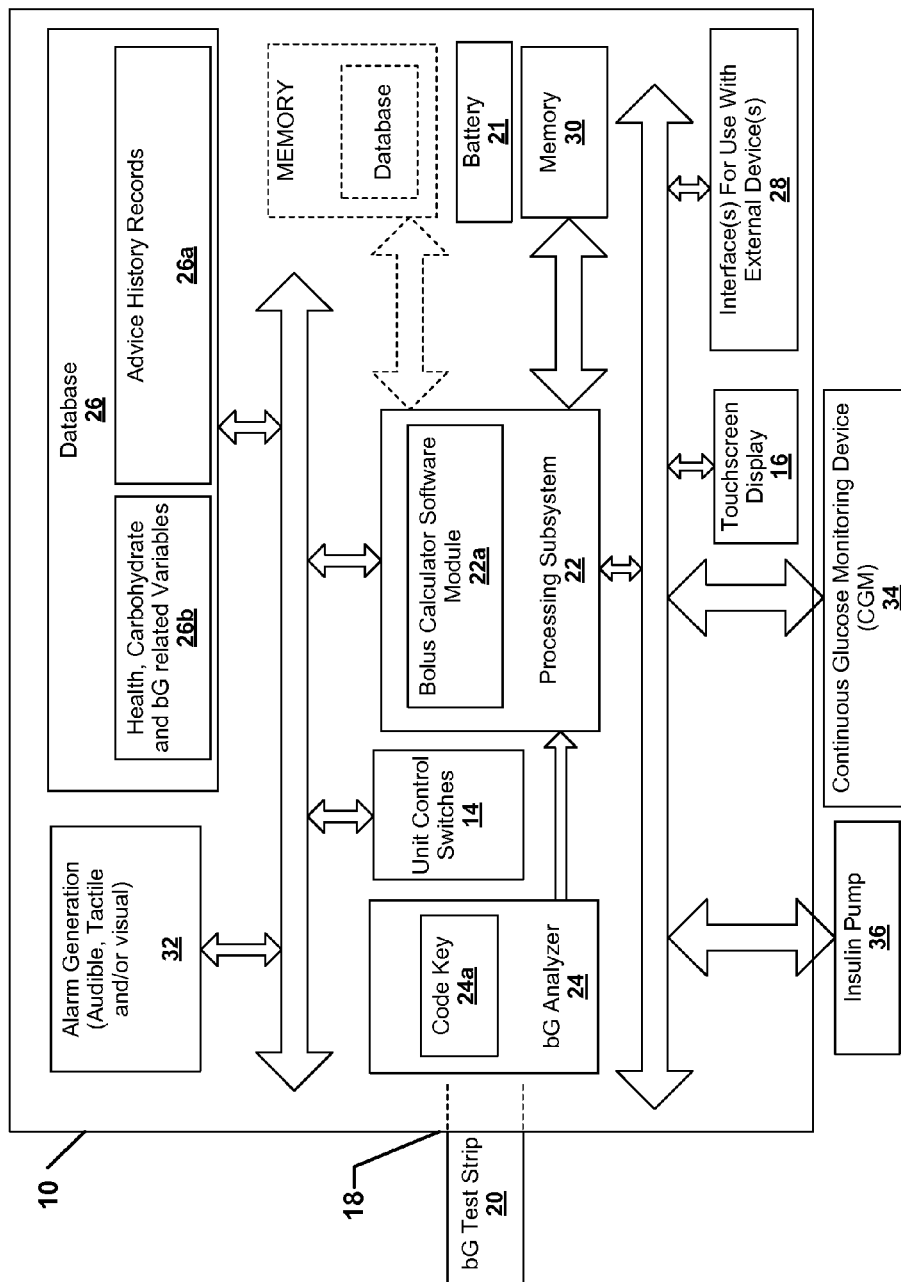 10
18
bG Test Strip
20
Alarm Generation
(Audible, Tactile
and/or visual)
32
Database
26
Health, Carbohydrate
and bG related Variables
26b
Advice History Records
26a
Code Key
24a
bG Analyzer
24
Unit Control
Switches
14
Bolus Calculator Software
Module
22a
Processing Subsystem
22
MEMORY
Database
Battery
21
Memory
30
Touchscreen
Display
16
Interface(s) For Use With
External Device(s)
28
Insulin Pump
36
Continuous Glucose Monitoring Device
(CGM)
34